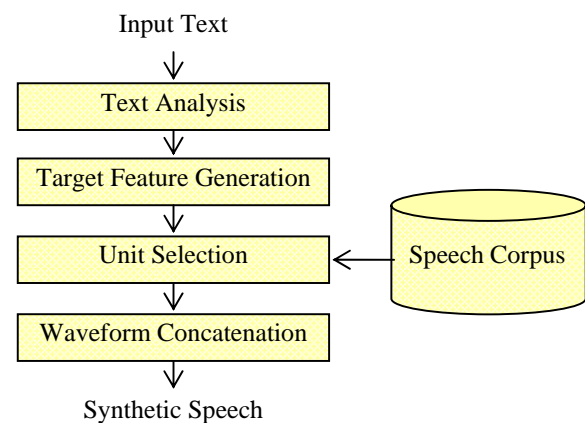 Input Text
Text Analysis
Target Feature Generation
Unit Selection
Speech Corpus
Waveform Concatenation
Synthetic Speech